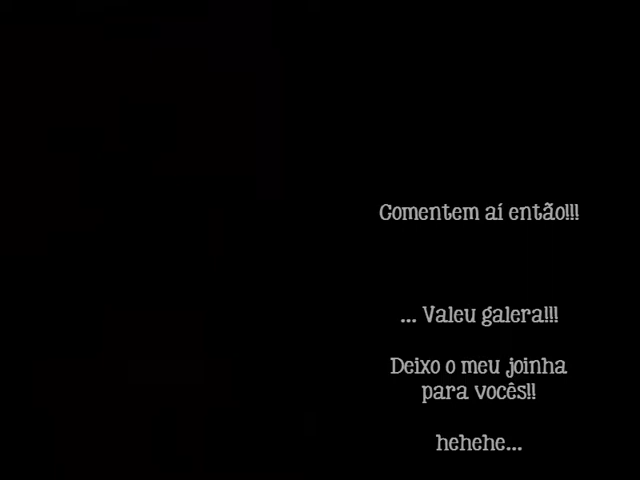 Comentem aí então!!!
... Valeu galera!!!
Deixo o meu joinha
para vocês!!
hehehe...